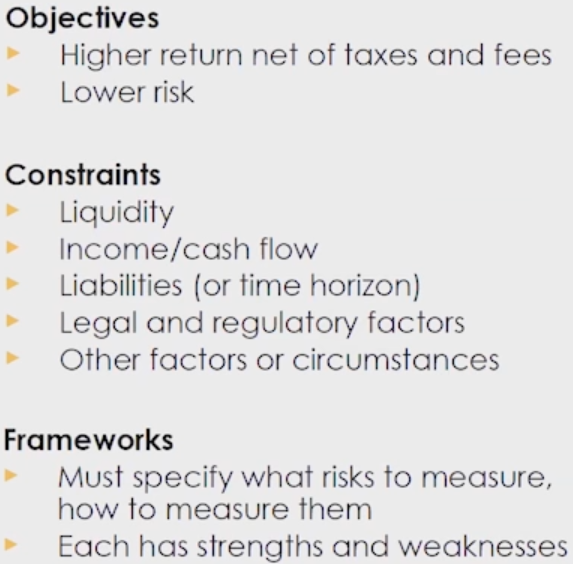 Objectives
► Higher return net of taxes and fees
► Lower risk
Constraints
► Liquidity
► Income/cash flow
► Liabilities (or time horizon)
► Legal and regulatory factors
► Other factors or circumstances
Frameworks
► Must specify what risks to measure,
how to measure them
► Each has strengths and weaknesses